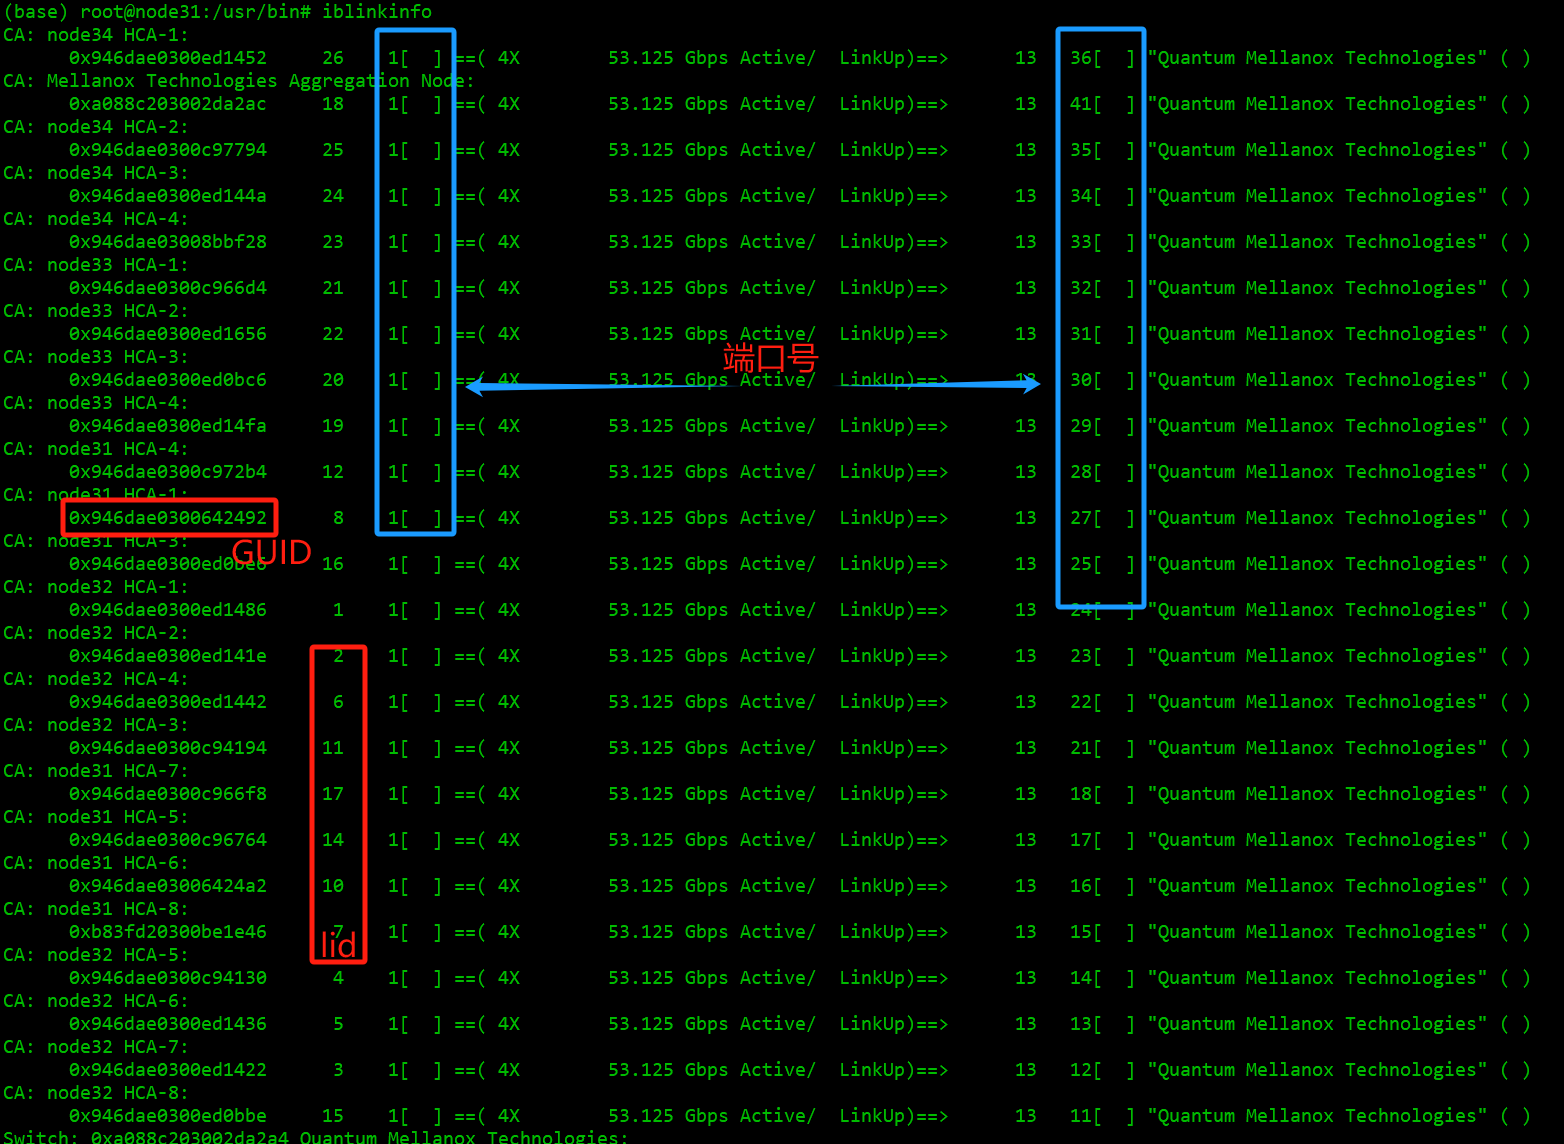 (base) root@node31:/usr/bin# iblinkinfo
CA: node34 HCA-1:
0x946dae0300ed1452 26 1[ ] ==( 4X 53.125 Gbps Active/ LinkUp)==> 13 36[ ] "Quantum Mellanox Technologies" ( )
CA: Mellanox Technologies Aggregation Node:
0xa088c203002da2ac 18 1[ ] ==( 4X 53.125 Gbps Active/ LinkUp)==> 13 41[ ] "Quantum Mellanox Technologies" ( )
CA: node34 HCA-2:
0x946dae0300c97794 25 1[ ] ==( 4X 53.125 Gbps Active/ LinkUp)==> 13 35[ ] "Quantum Mellanox Technologies" ( )
CA: node34 HCA-3:
0x946dae0300ed144a 24 1[ ] ==( 4X 53.125 Gbps Active/ LinkUp)==> 13 34[ ] "Quantum Mellanox Technologies" ( )
CA: node34 HCA-4:
0x946dae03008bbf28 23 1[ ] ==( 4X 53.125 Gbps Active/ LinkUp)==> 13 33[ ] "Quantum Mellanox Technologies" ( )
CA: node33 HCA-1:
0x946dae0300c966d4 21 1[ ] ==( 4X 53.125 Gbps Active/ LinkUp)==> 13 32[ ] "Quantum Mellanox Technologies" ( )
CA: node33 HCA-2:
0x946dae0300ed1656 22 1[ ] ==( 4X 53.125 Gbps Active/ LinkUp)==> 13 31[ ] "Quantum Mellanox Technologies" ( )
端口号
CA: node33 HCA-3:
0x946dae0300ed0bc6 20 1[ ] ==( 4X 53.125 Gbps Active/ LinkUp)==> 13 30[ ] "Quantum Mellanox Technologies" ( )
CA: node33 HCA-4:
0x946dae0300ed14fa 19 1[ ] ==( 4X 53.125 Gbps Active/ LinkUp)==> 13 29[ ] "Quantum Mellanox Technologies" ( )
CA: node31 HCA-4:
0x946dae0300c972b4 12 1[ ] ==( 4X 53.125 Gbps Active/ LinkUp)==> 13 28[ ] "Quantum Mellanox Technologies" ( )
CA: node31 HCA-1:
0x946dae0300642492 8 1[ ] ==( 4X 53.125 Gbps Active/ LinkUp)==> 13 27[ ] "Quantum Mellanox Technologies" ( )
CA: node31 HCA-3:
GUID
0x946dae0300ed0be6 16 1[ ] ==( 4X 53.125 Gbps Active/ LinkUp)==> 13 25[ ] "Quantum Mellanox Technologies" ( )
CA: node32 HCA-1:
0x946dae0300ed1486 1 1[ ] ==( 4X 53.125 Gbps Active/ LinkUp)==> 13 24[ ] "Quantum Mellanox Technologies" ( )
CA: node32 HCA-2:
0x946dae0300ed141e 2 1[ ] ==( 4X 53.125 Gbps Active/ LinkUp)==> 13 23[ ] "Quantum Mellanox Technologies" ( )
CA: node32 HCA-4:
0x946dae0300ed1442 6 1[ ] ==( 4X 53.125 Gbps Active/ LinkUp)==> 13 22[ ] "Quantum Mellanox Technologies" ( )
CA: node32 HCA-3:
0x946dae0300c94194 11 1[ ] ==( 4X 53.125 Gbps Active/ LinkUp)==> 13 21[ ] "Quantum Mellanox Technologies" ( )
CA: node31 HCA-7:
0x946dae0300c966f8 17 1[ ] ==( 4X 53.125 Gbps Active/ LinkUp)==> 13 18[ ] "Quantum Mellanox Technologies" ( )
CA: node31 HCA-5:
0x946dae0300c96764 14 1[ ] ==( 4X 53.125 Gbps Active/ LinkUp)==> 13 17[ ] "Quantum Mellanox Technologies" ( )
CA: node31 HCA-6:
0x946dae03006424a2 10 1[ ] ==( 4X 53.125 Gbps Active/ LinkUp)==> 13 16[ ] "Quantum Mellanox Technologies" ( )
CA: node31 HCA-8:
0xb83fd20300be1e46 7 1[ ] ==( 4X 53.125 Gbps Active/ LinkUp)==> 13 15[ ] "Quantum Mellanox Technologies" ( )
lid
CA: node32 HCA-5:
0x946dae0300c94130 4 1[ ] ==( 4X 53.125 Gbps Active/ LinkUp)==> 13 14[ ] "Quantum Mellanox Technologies" ( )
CA: node32 HCA-6:
0x946dae0300ed1436 5 1[ ] ==( 4X 53.125 Gbps Active/ LinkUp)==> 13 13[ ] "Quantum Mellanox Technologies" ( )
CA: node32 HCA-7:
0x946dae0300ed1422 3 1[ ] ==( 4X 53.125 Gbps Active/ LinkUp)==> 13 12[ ] "Quantum Mellanox Technologies" ( )
CA: node32 HCA-8:
0x946dae0300ed0bbe 15 1[ ] ==( 4X 53.125 Gbps Active/ LinkUp)==> 13 11[ ] "Quantum Mellanox Technologies" ( )
Switch: 0xa088c203002da2a4 Quantum Mellanox Technologies: